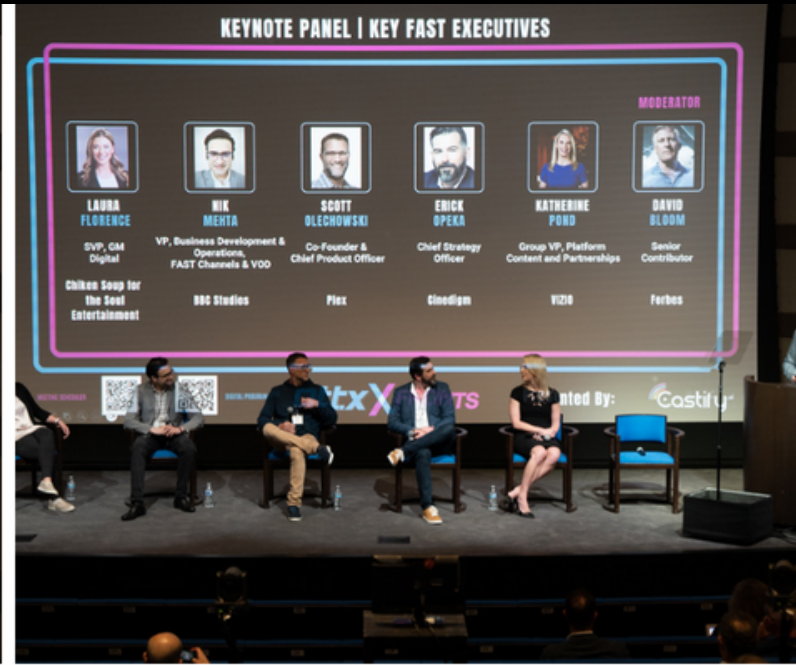 KEYNOTE PANEL | KEY FAST EXECUTIVES
MODERATOR
LAURA
FLORENCE
SVP, GM
Digital
Chiken Soup for
the Soul
Entertainment
NIK
MEHTA
VP, Business Development &
Operations,
FAST Channels & VOD
BBC Studios
SCOTT
OLECHOWSKI
Co-Founder &
Chief Product Officer
Plex
ERICK
OPEKA
Chief Strategy
Officer
Cinedigm
KATHERINE
POND
Group VP, Platform
Content and Partnerships
VIZIO
DAVID
BLOOM
Senior
Contributor
Forbes
nted By:
Castify